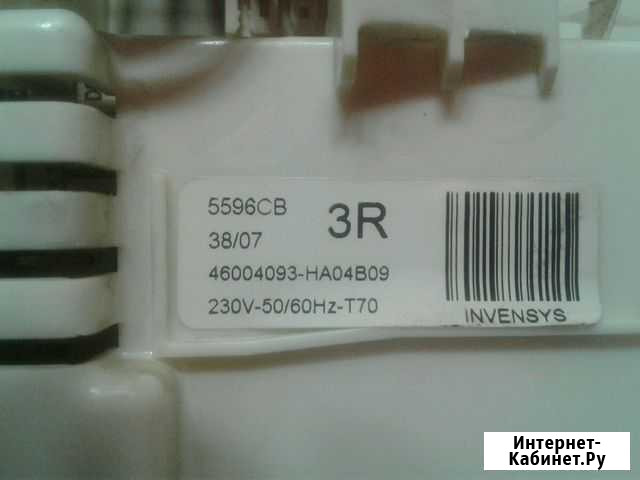 5596CB
3R
38/07
46004093-HA04B09
230V-50/60Hz-T70
INVENSYS
Интернет-
Кабинет.Ру